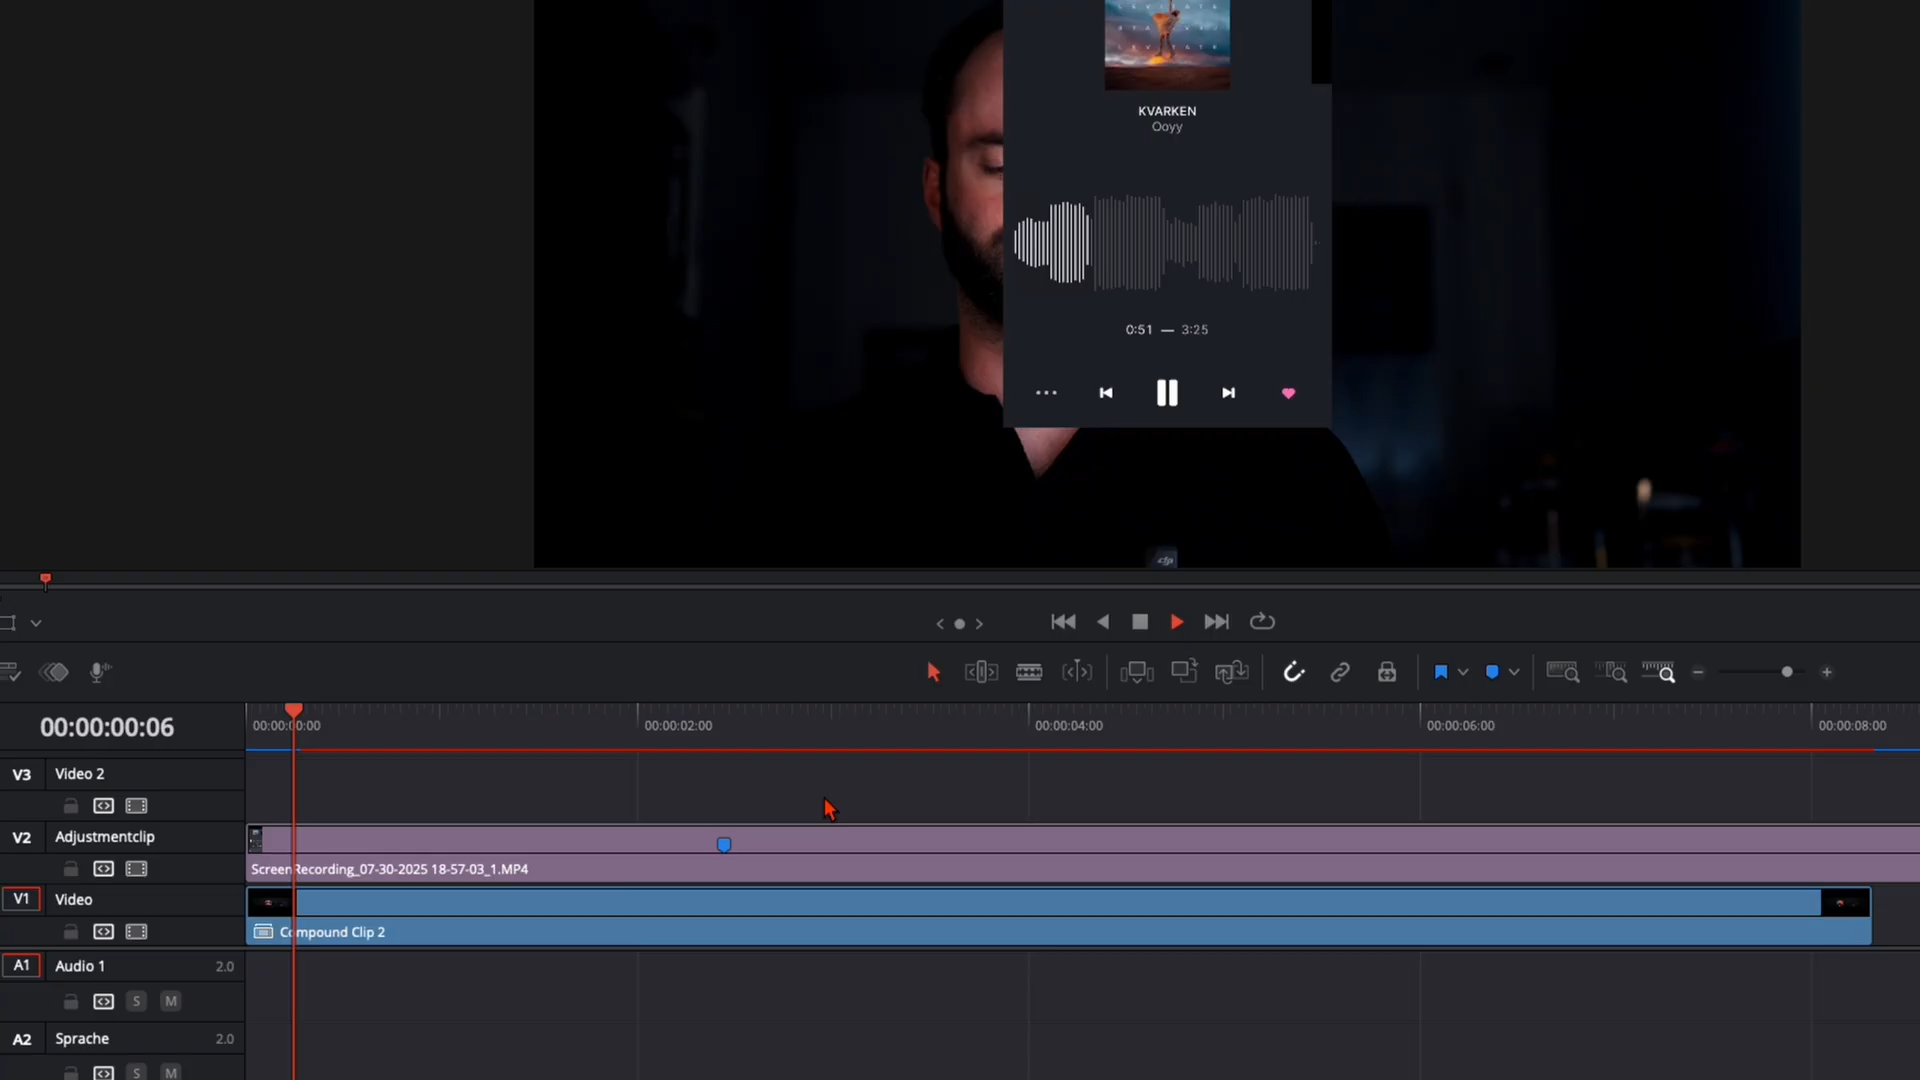 KVARKEN
Ooyy
0:51 — 3:25
dji
00:00:00:06
00:00:00:00
00:00:02:00
00:00:04:00
00:00:06:00
00:00:08:00
V3 Video 2
V2 Adjustmentclip
ScreenRecording_07-30-2025 18-57-03_1.MP4
V1 Video
Compound Clip 2
A1 Audio 1 2.0
S M
A2 Sprache 2.0
S M